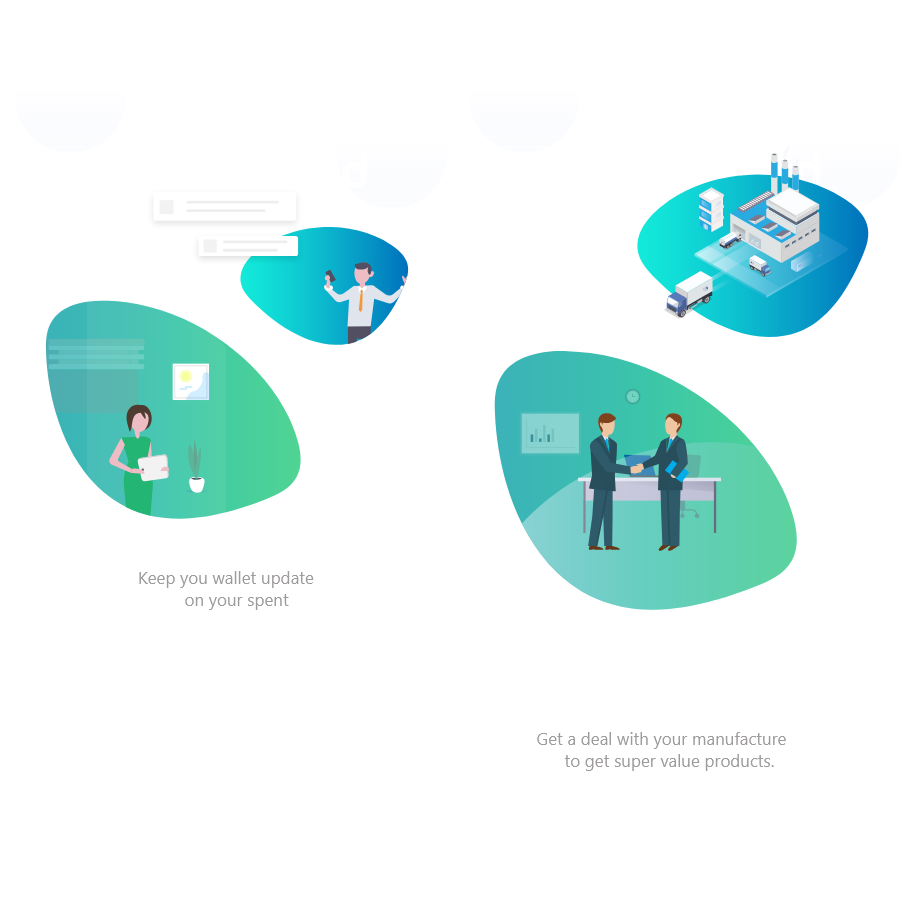 Keep you wallet update
on your spent
Get a deal with your manufacture
to get super value products.